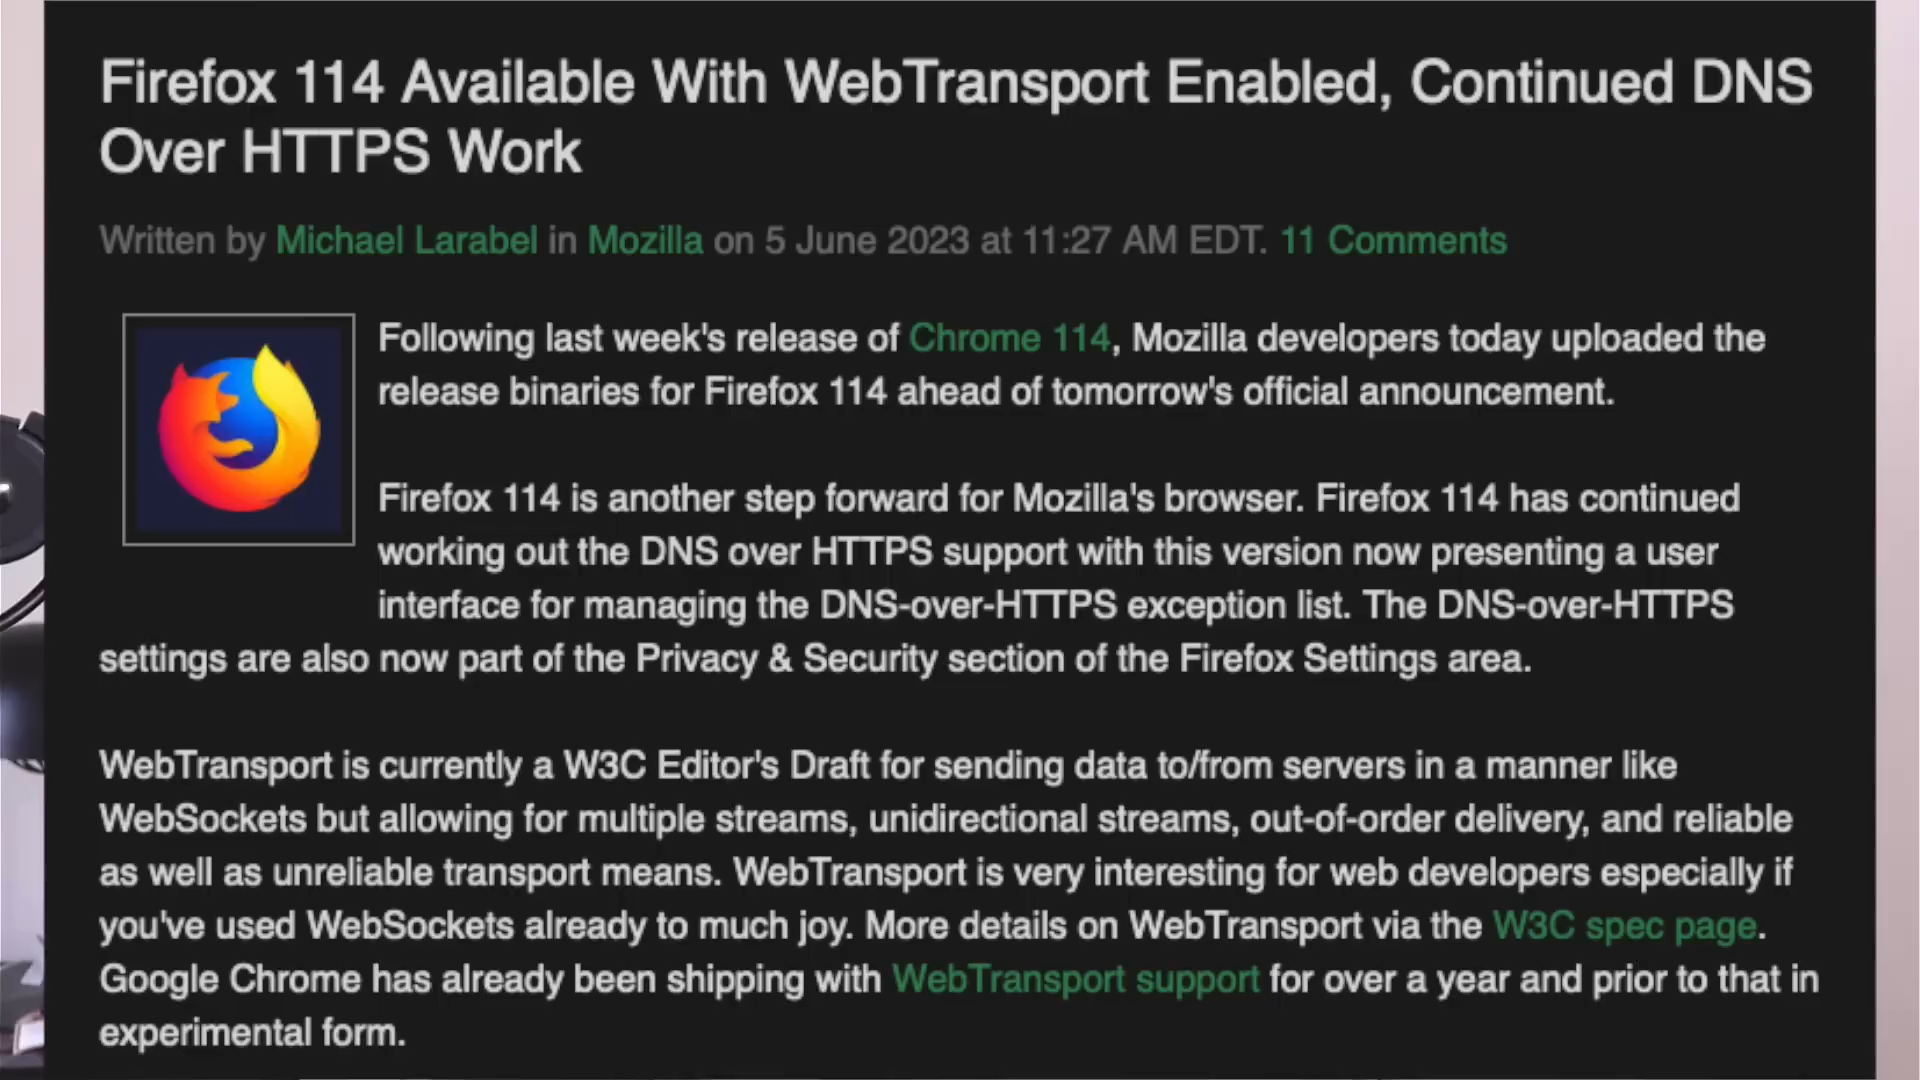 Firefox 114 Available With WebTransport Enabled, Continued DNS
Over HTTPS Work
Written by Michael Larabel in Mozilla on 5 June 2023 at 11:27 AM EDT. 11 Comments
Following last week's release of Chrome 114, Mozilla developers today uploaded the
release binaries for Firefox 114 ahead of tomorrow's official announcement.
Firefox 114 is another step forward for Mozilla's browser. Firefox 114 has continued
working out the DNS over HTTPS support with this version now presenting a user
interface for managing the DNS-over-HTTPS exception list. The DNS-over-HTTPS
settings are also now part of the Privacy & Security section of the Firefox Settings area.
WebTransport is currently a W3C Editor's Draft for sending data to/from servers in a manner like
WebSockets but allowing for multiple streams, unidirectional streams, out-of-order delivery, and reliable
as well as unreliable transport means. WebTransport is very interesting for web developers especially if
you've used WebSockets already to much joy. More details on WebTransport via the W3C spec page.
Google Chrome has already been shipping with WebTransport support for over a year and prior to that in
experimental form.